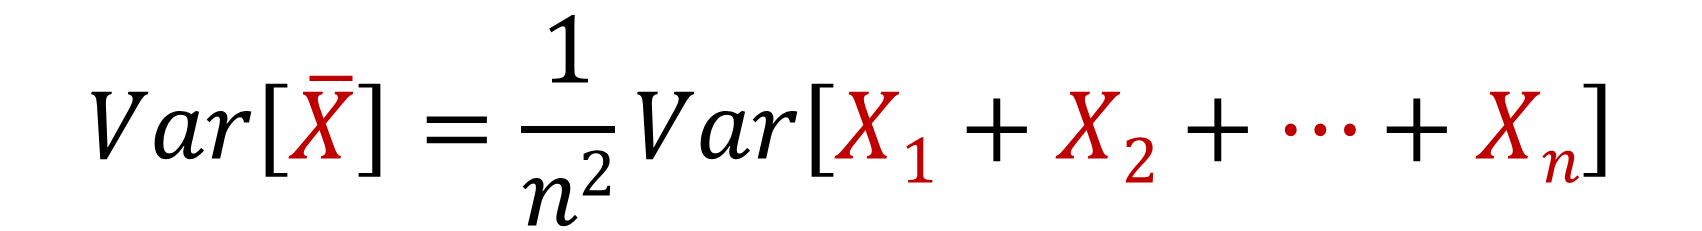 Var[X̅] = 1/n² Var[X₁ + X₂ + ⋯ + Xₙ]